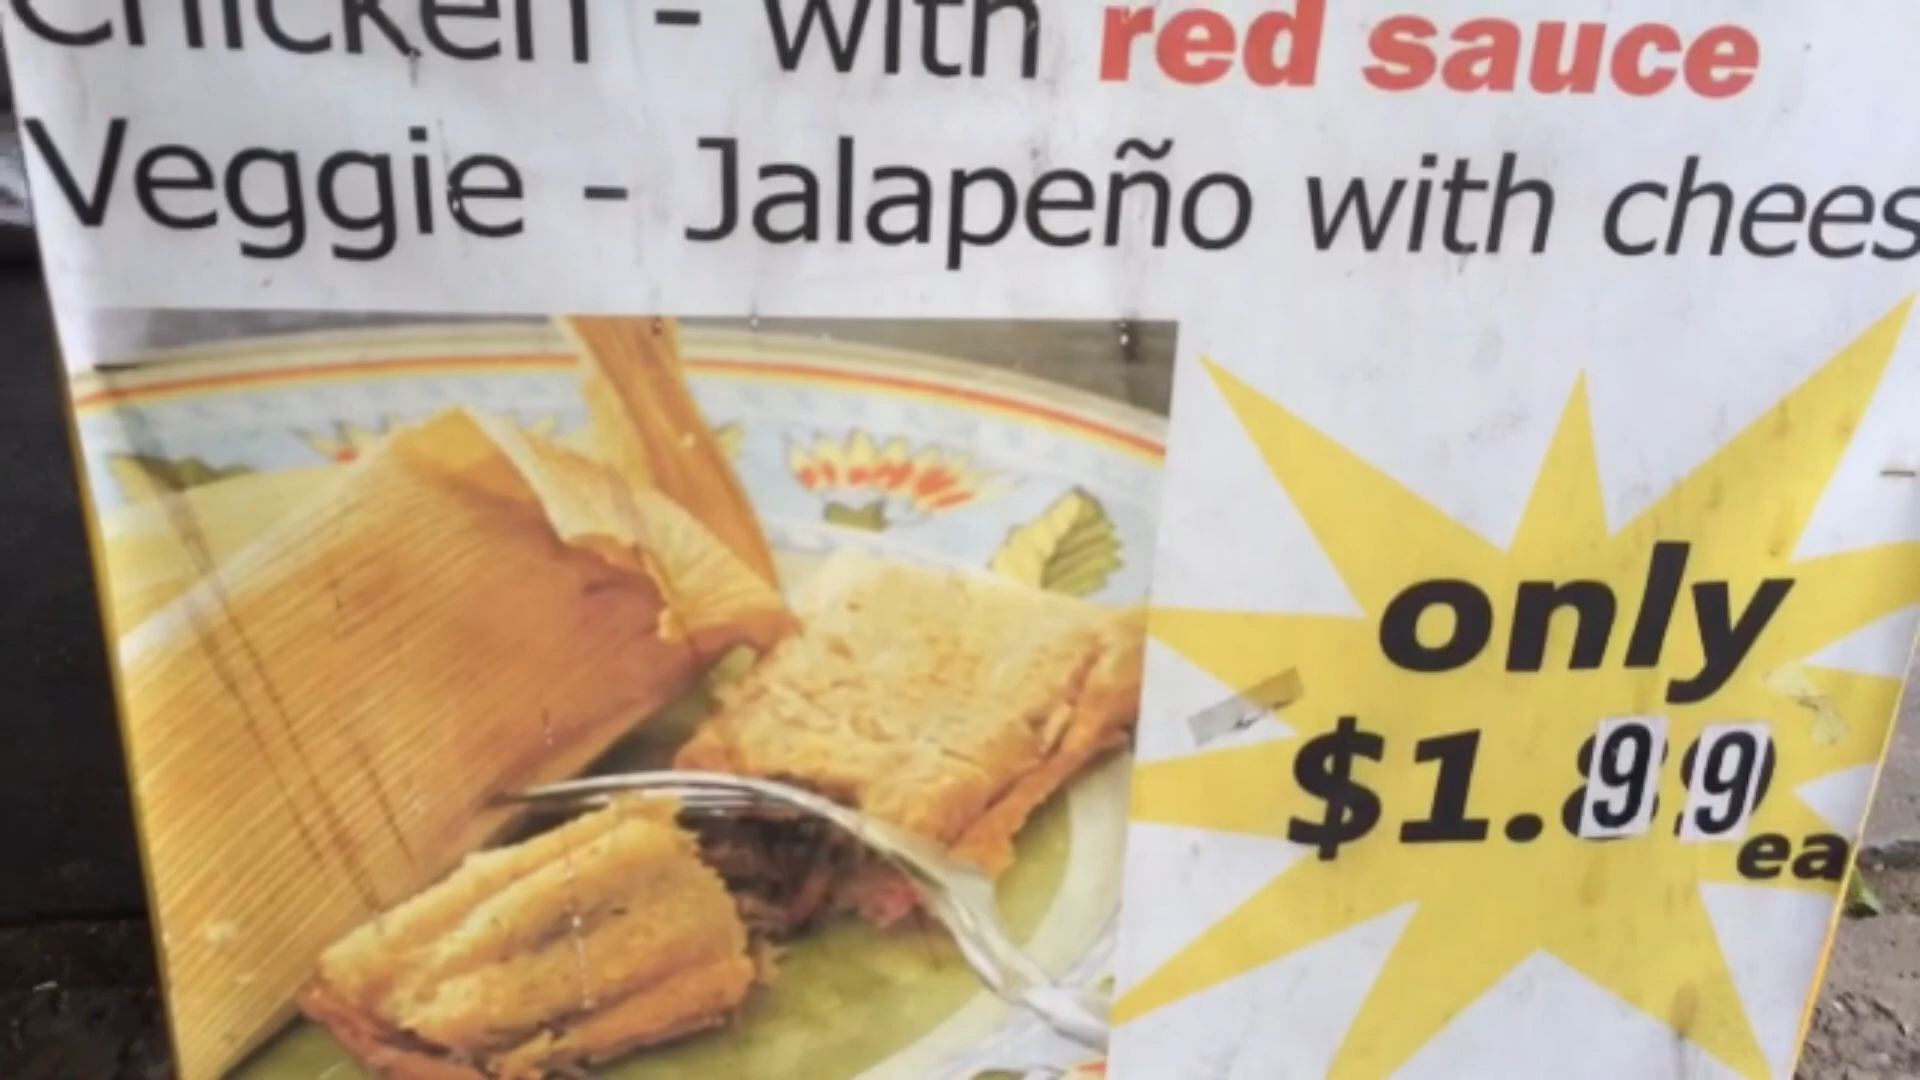 Chicken - with red sauce
Veggie - Jalapeño with chees
only
$1.99
ea